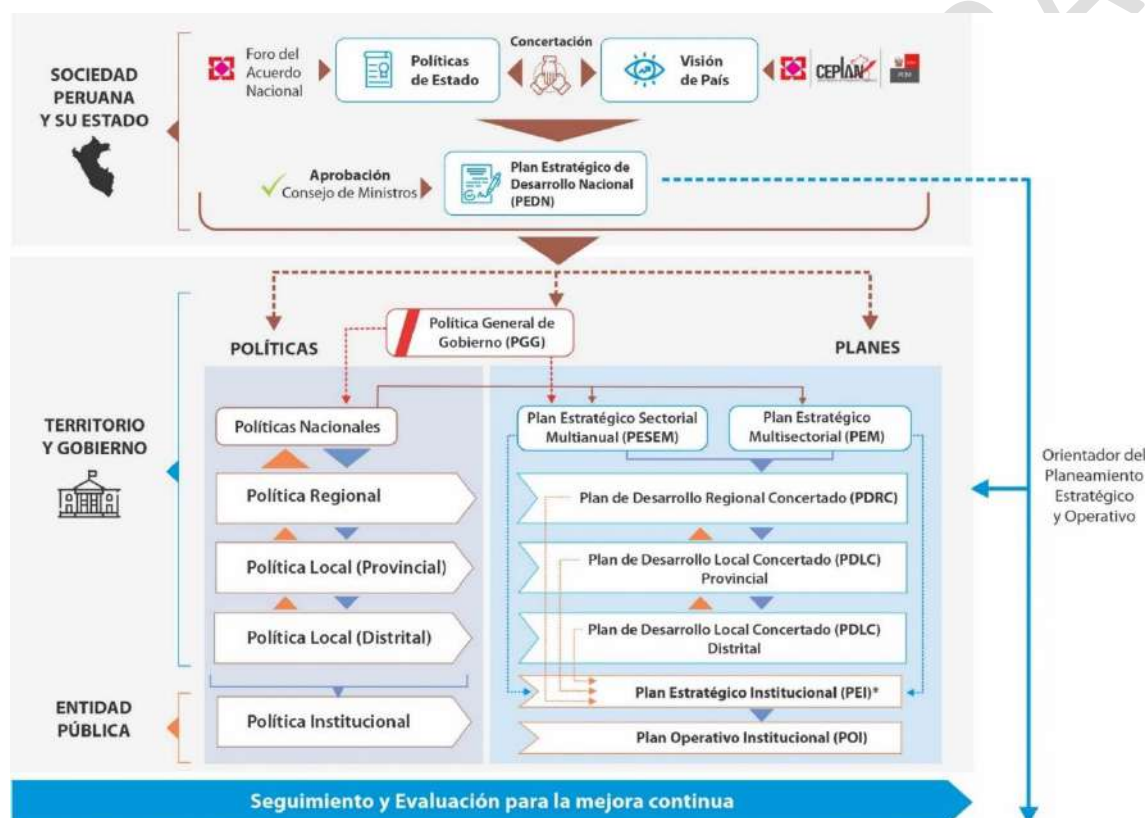 SOCIEDAD
PERUANA
Y SU ESTADO
Foro del
Acuerdo
Nacional
Políticas
de Estado
Concertación
Visión
de País
CEPLAN
Aprobación
Consejo de Ministros
Plan Estratégico de
Desarrollo Nacional
(PEDN)
TERRITORIO
Y GOBIERNO
POLÍTICAS
Política General de
Gobierno (PGG)
PLANES
Políticas Nacionales
Política Regional
Política Local (Provincial)
Política Local (Distrital)
Plan Estratégico Sectorial
Multianual (PESEM)
Plan Estratégico
Multisectorial (PEM)
Plan de Desarrollo Regional Concertado (PDRC)
Plan de Desarrollo Local Concertado (PDLC)
Provincial
Plan de Desarrollo Local Concertado (PDLC)
Distrital
Orientador del
Planeamiento
Estratégico
y Operativo
ENTIDAD
PÚBLICA
Política Institucional
Plan Estratégico Institucional (PEI)*
Plan Operativo Institucional (POI)
Seguimiento y Evaluación para la mejora continua